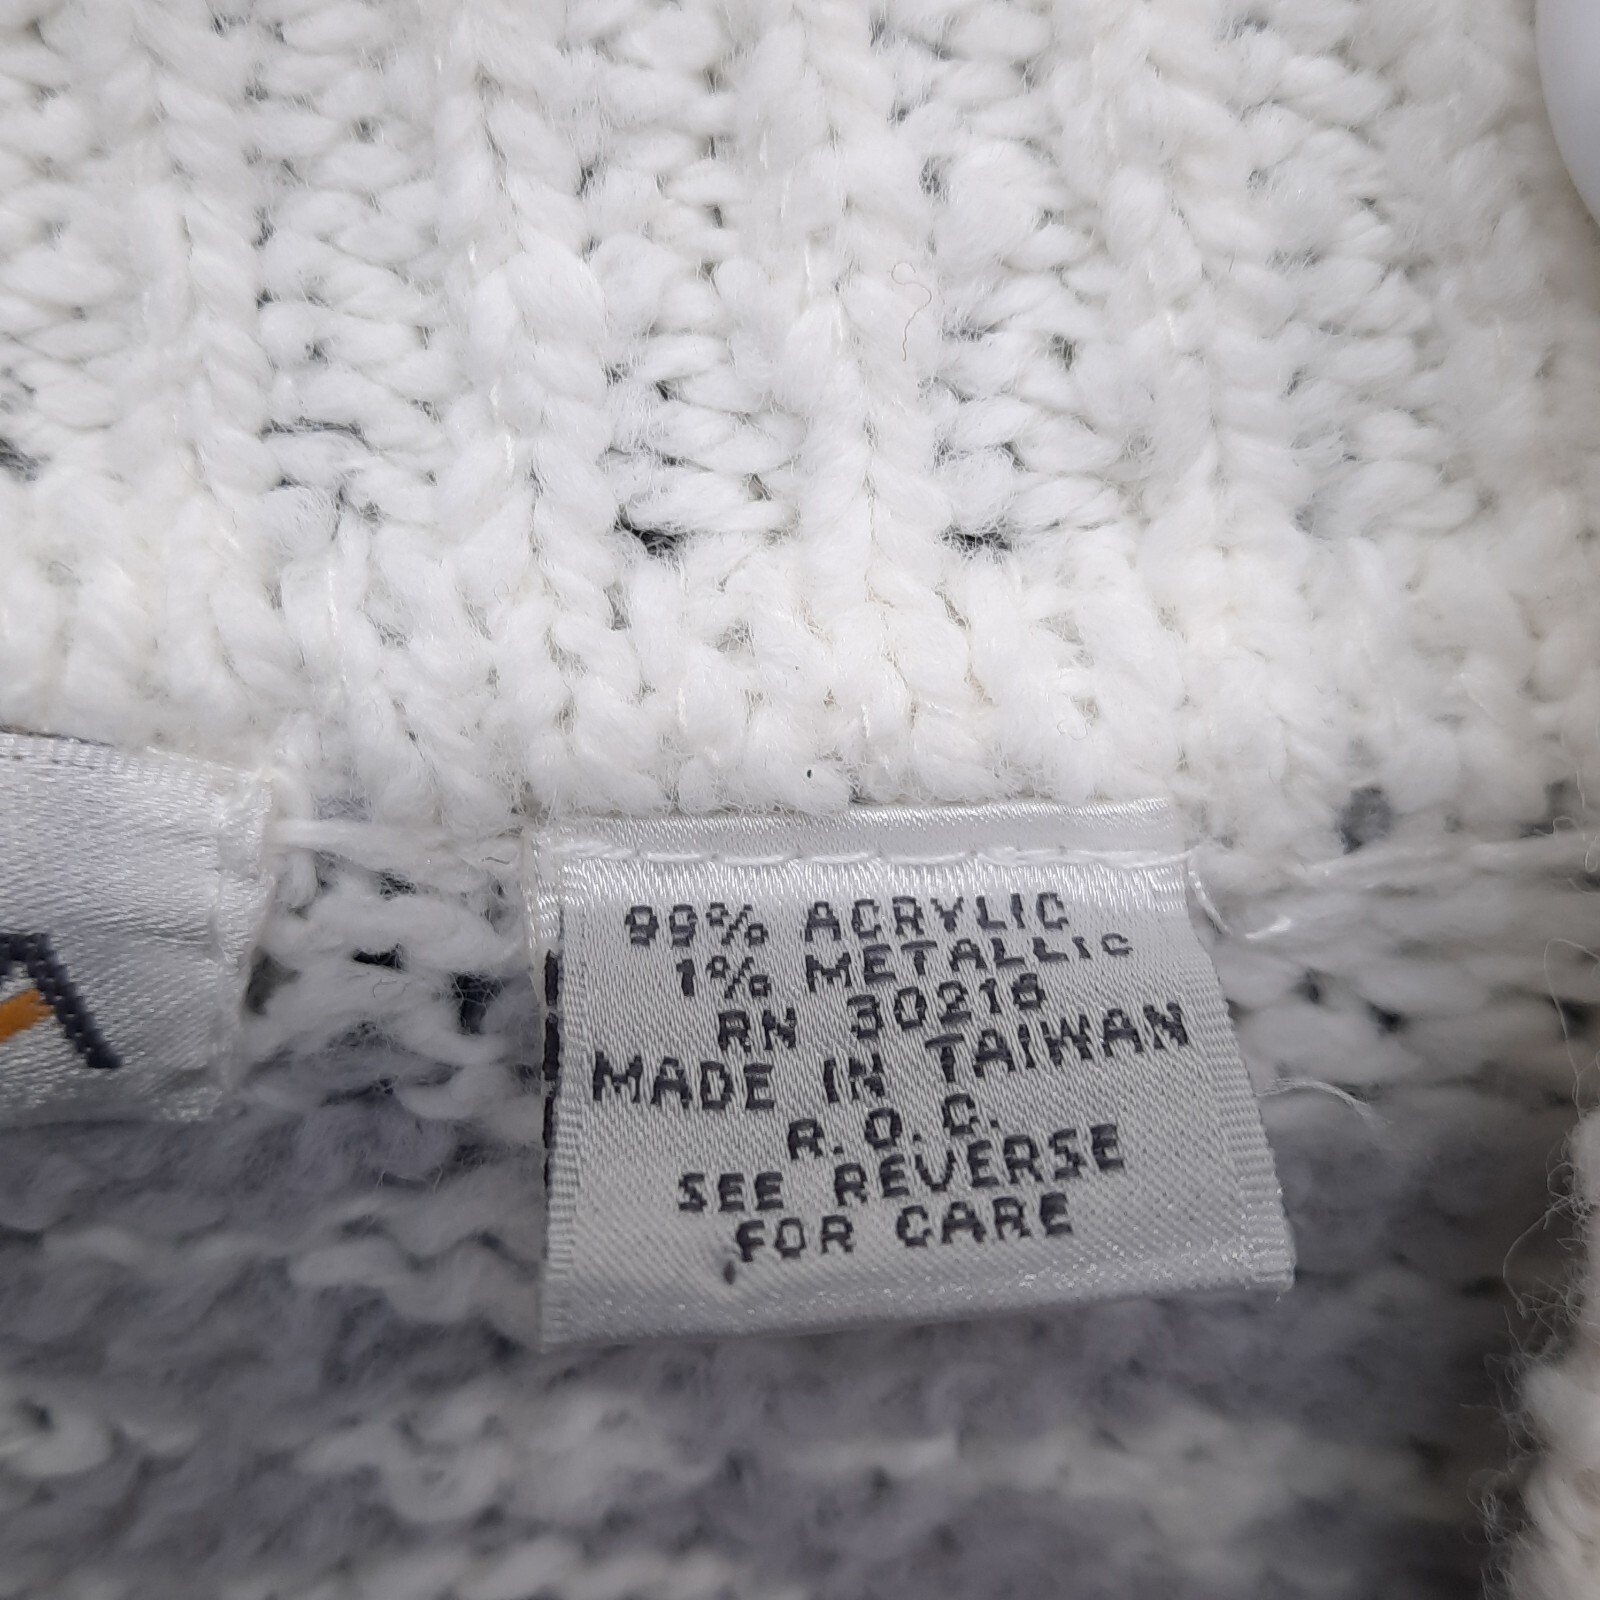 99% ACRYLIC
1% METALLIC
RN 30216
MADE IN TAIWAN
R.O.C.
SEE REVERSE
FOR CARE